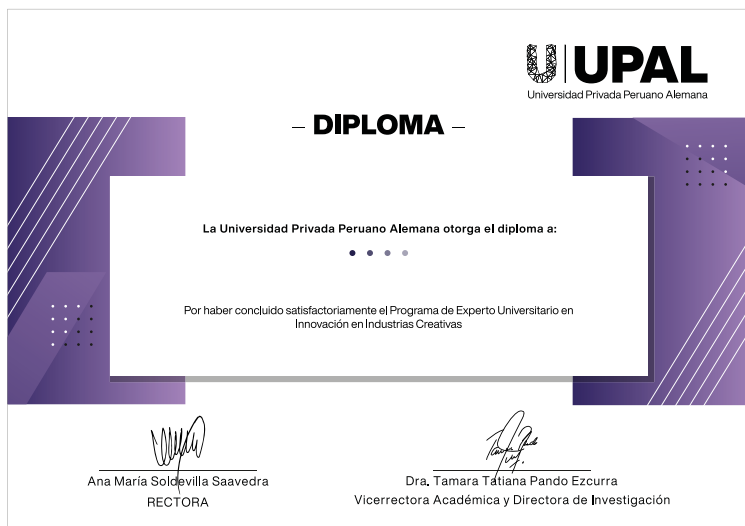 UPAL
Universidad Privada Peruano Alemana
– DIPLOMA –
La Universidad Privada Peruano Alemana otorga el diploma a:
Por haber concluido satisfactoriamente el Programa de Experto Universitario en
Innovación en Industrias Creativas
Ana María Soldevilla Saavedra
RECTORA
Dra. Tamara Tatiana Pando Ezcurra
Vicerrectora Académica y Directora de Investigación